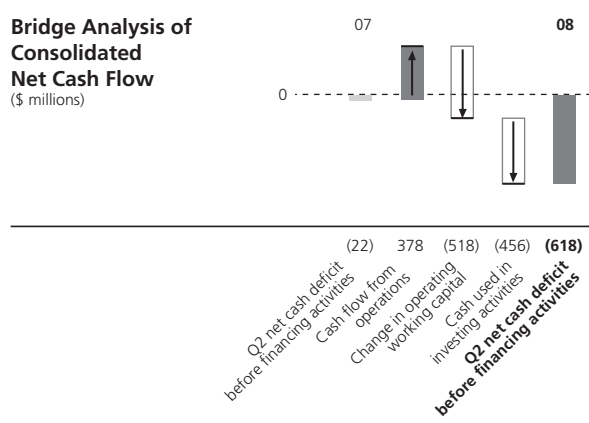 Bridge Analysis of
Consolidated
Net Cash Flow
($ millions)
07
08
0
(22)
378
(518)
(456)
(618)
Q2 net cash deficit
before financing activities
Cash flow from
operations
Change in operating
working capital
Cash used in
investing activities
Q2 net cash deficit
before financing activities